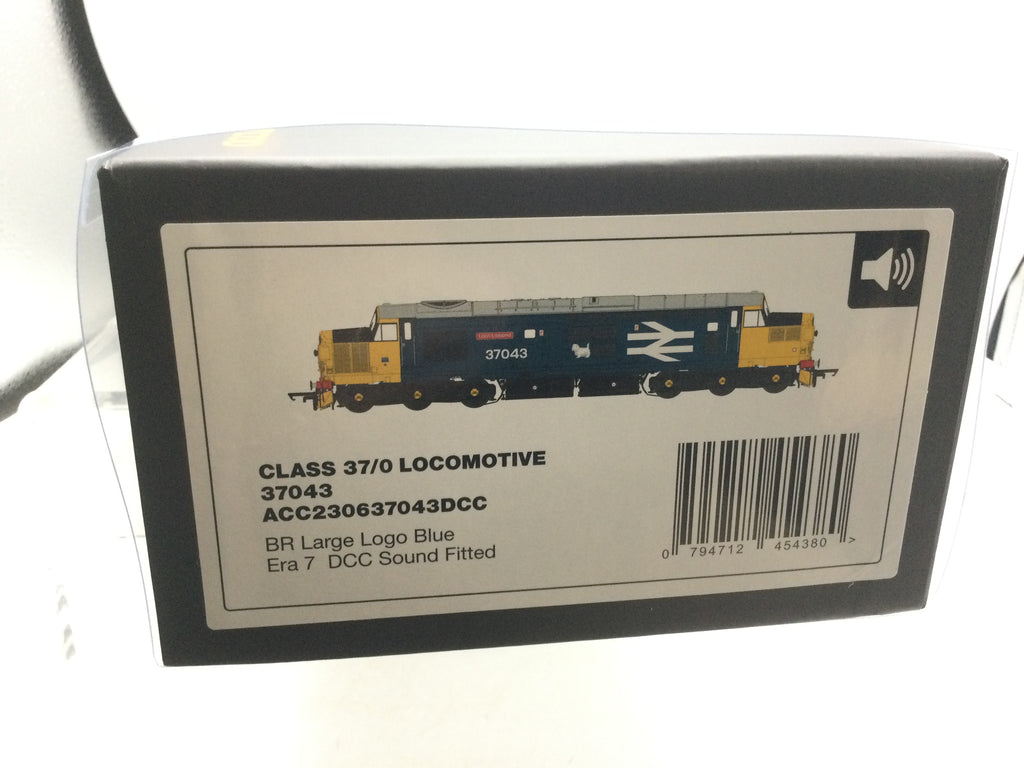 37043
CLASS 37/0 LOCOMOTIVE
37043
ACC230637043DCC
BR Large Logo Blue
Era 7 DCC Sound Fitted
0 794712 454380 >